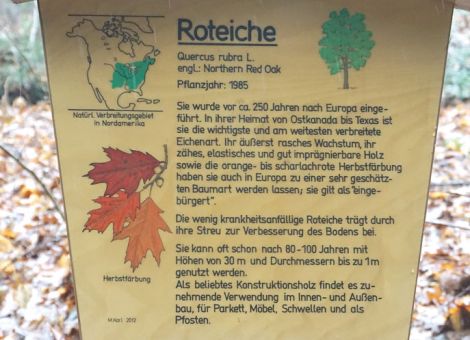 Roteiche
Quercus rubra L.
engl.: Northern Red Oak
Pflanzjahr: 1985
Natürl. Verbreitungsgebiet
in Nordamerika
Sie wurde vor ca. 250 Jahren nach Europa einge-
führt. In ihrer Heimat von Ostkanada bis Texas ist
sie die wichtigste und am weitesten verbreitete
Eichenart. Ihr äußerst rasches Wachstum, ihr
zähes, elastisches und gut imprägnierbares Holz
sowie die orange- bis scharlachrote Herbstfärbung
haben sie auch in Europa zu einer sehr geschätz-
ten Baumart werden lassen; sie gilt als "einge-
bürgert".
Die wenig krankheitsanfällige Roteiche trägt durch
ihre Streu zur Verbesserung des Bodens bei.
Sie kann oft schon nach 80-100 Jahren mit
Höhen von 30 m und Durchmessern bis zu 1m
genutzt werden.
Als beliebtes Konstruktionsholz findet es zu-
nehmende Verwendung im Innen- und Außen-
bau, für Parkett, Möbel, Schwellen und als
Pfosten.
Herbstfärbung
2012